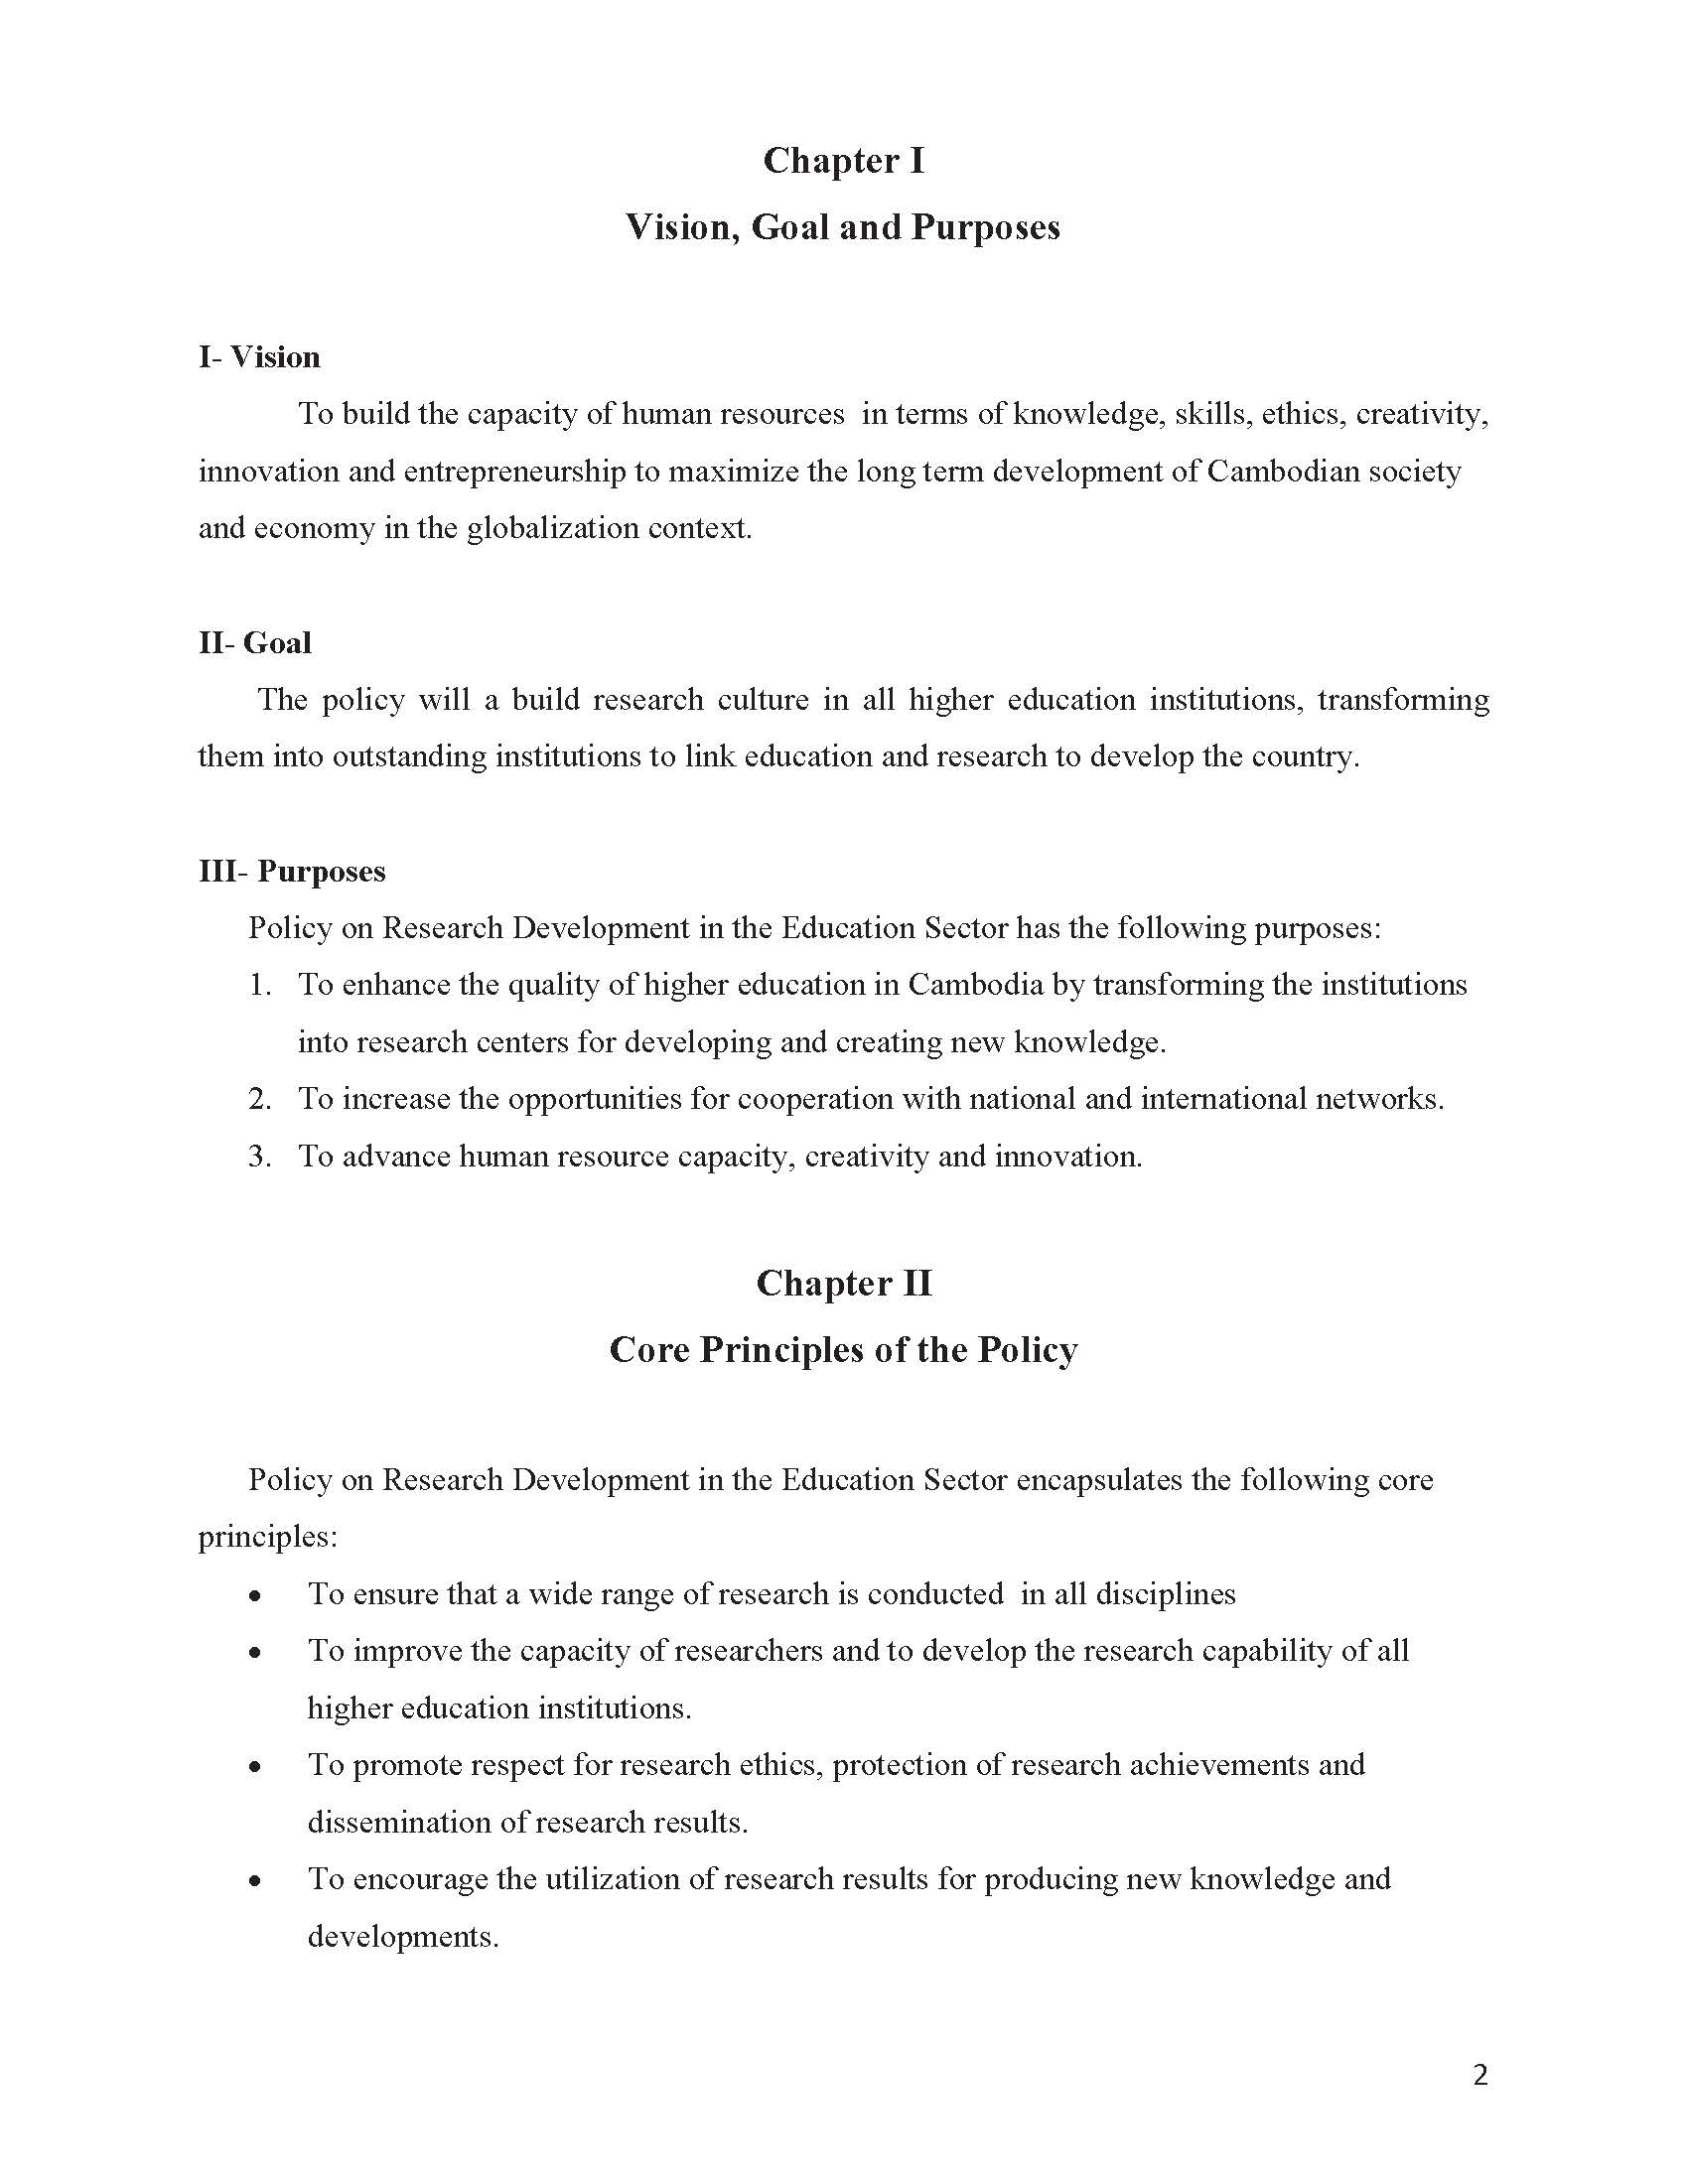 Chapter I
Vision, Goal and Purposes
I- Vision
To build the capacity of human resources  in terms of knowledge, skills, ethics, creativity,
innovation and entrepreneurship to maximize the long term development of Cambodian society
and economy in the globalization context.
II- Goal
The policy will a build research culture in all higher education institutions, transforming
them into outstanding institutions to link education and research to develop the country.
III- Purposes
Policy on Research Development in the Education Sector has the following purposes:
1. To enhance the quality of higher education in Cambodia by transforming the institutions
into research centers for developing and creating new knowledge.
2. To increase the opportunities for cooperation with national and international networks.
3. To advance human resource capacity, creativity and innovation.
Chapter II
Core Principles of the Policy
Policy on Research Development in the Education Sector encapsulates the following core
principles:
• To ensure that a wide range of research is conducted  in all disciplines
• To improve the capacity of researchers and to develop the research capability of all
higher education institutions.
• To promote respect for research ethics, protection of research achievements and
dissemination of research results.
• To encourage the utilization of research results for producing new knowledge and
developments.
2